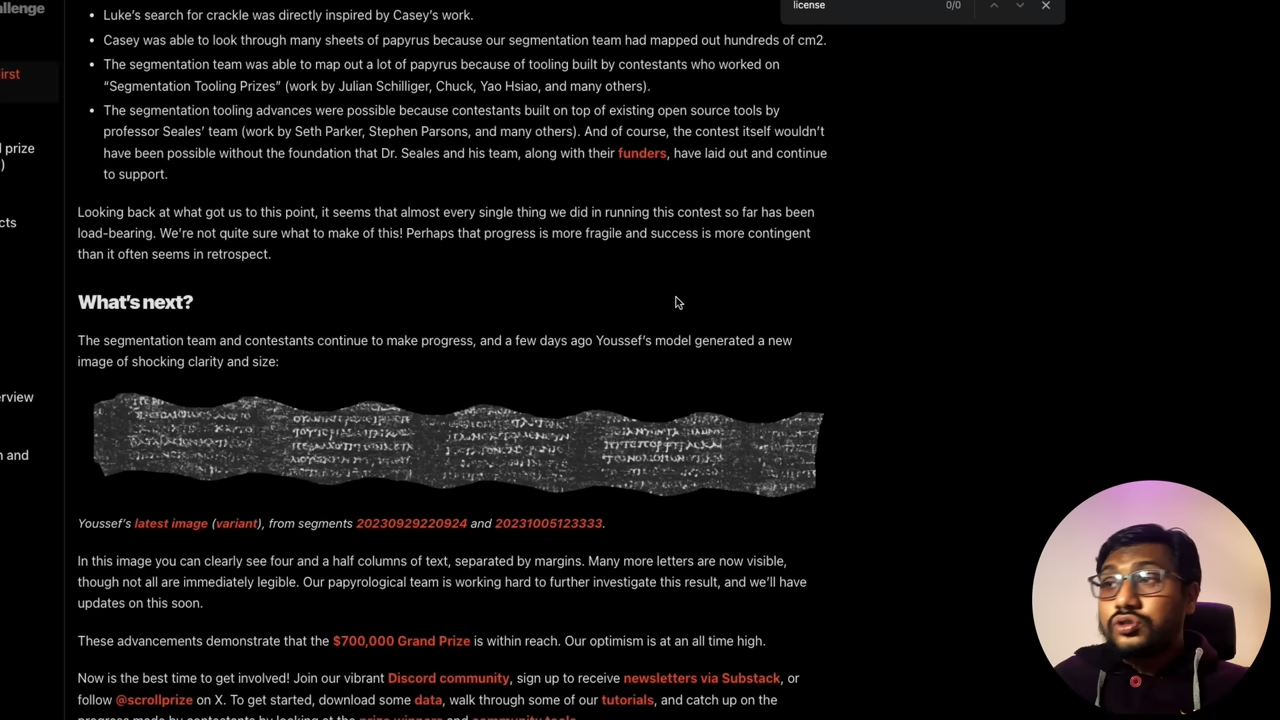 allenge
license
0/0
irst
l prize
)
cts
rview
n and
Luke’s search for crackle was directly inspired by Casey’s work.
Casey was able to look through many sheets of papyrus because our segmentation team had mapped out hundreds of cm2.
The segmentation team was able to map out a lot of papyrus because of tooling built by contestants who worked on
“Segmentation Tooling Prizes” (work by Julian Schilliger, Chuck, Yao Hsiao, and many others).
The segmentation tooling advances were possible because contestants built on top of existing open source tools by
professor Seales’ team (work by Seth Parker, Stephen Parsons, and many others). And of course, the contest itself wouldn’t
have been possible without the foundation that Dr. Seales and his team, along with their funders, have laid out and continue
to support.
Looking back at what got us to this point, it seems that almost every single thing we did in running this contest so far has been
load-bearing. We’re not quite sure what to make of this! Perhaps that progress is more fragile and success is more contingent
than it often seems in retrospect.
What’s next?
The segmentation team and contestants continue to make progress, and a few days ago Youssef’s model generated a new
image of shocking clarity and size:
Youssef’s latest image (variant), from segments 20230929220924 and 20231005123333.
In this image you can clearly see four and a half columns of text, separated by margins. Many more letters are now visible,
though not all are immediately legible. Our papyrological team is working hard to further investigate this result, and we’ll have
updates on this soon.
These advancements demonstrate that the $700,000 Grand Prize is within reach. Our optimism is at an all time high.
Now is the best time to get involved! Join our vibrant Discord community, sign up to receive newsletters via Substack, or
follow @scrollprize on X. To get started, download some data, walk through some of our tutorials, and catch up on the
progress made by contestants by looking at the prize winners and community tools.